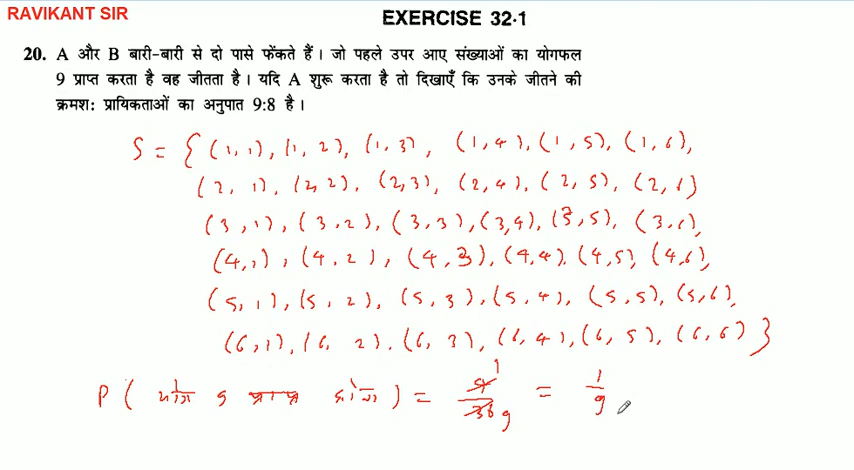 RAVIKANT SIR
EXERCISE 32·1
20. A और B बारी-बारी से दो पासे फेंकते हैं। जो पहले उपर आए संख्याओं का योगफल
9 प्राप्त करता है वह जीतता है। यदि A शुरू करता है तो दिखाएँ कि उनके जीतने की
क्रमश: प्रायिकताओं का अनुपात 9:8 है।
S = { (1,1), (1, 2), (1, 3), (1,4), (1,5), (1,6),
(2, 1), (2,2), (2,3), (2,4), (2,5), (2,6)
(3,1), (3,2), (3,3), (3,4), (3,5), (3,6),
(4,1), (4,2), (4,3), (4,4), (4,5), (4,6),
(5,1), (5,2), (5,3), (5,4), (5,5), (5,6),
(6,1), (6,2), (6,3), (6,4), (6,5), (6,6) }
P ( योग 9 प्राप्त होना ) = 4/36 1 9 = 1/9